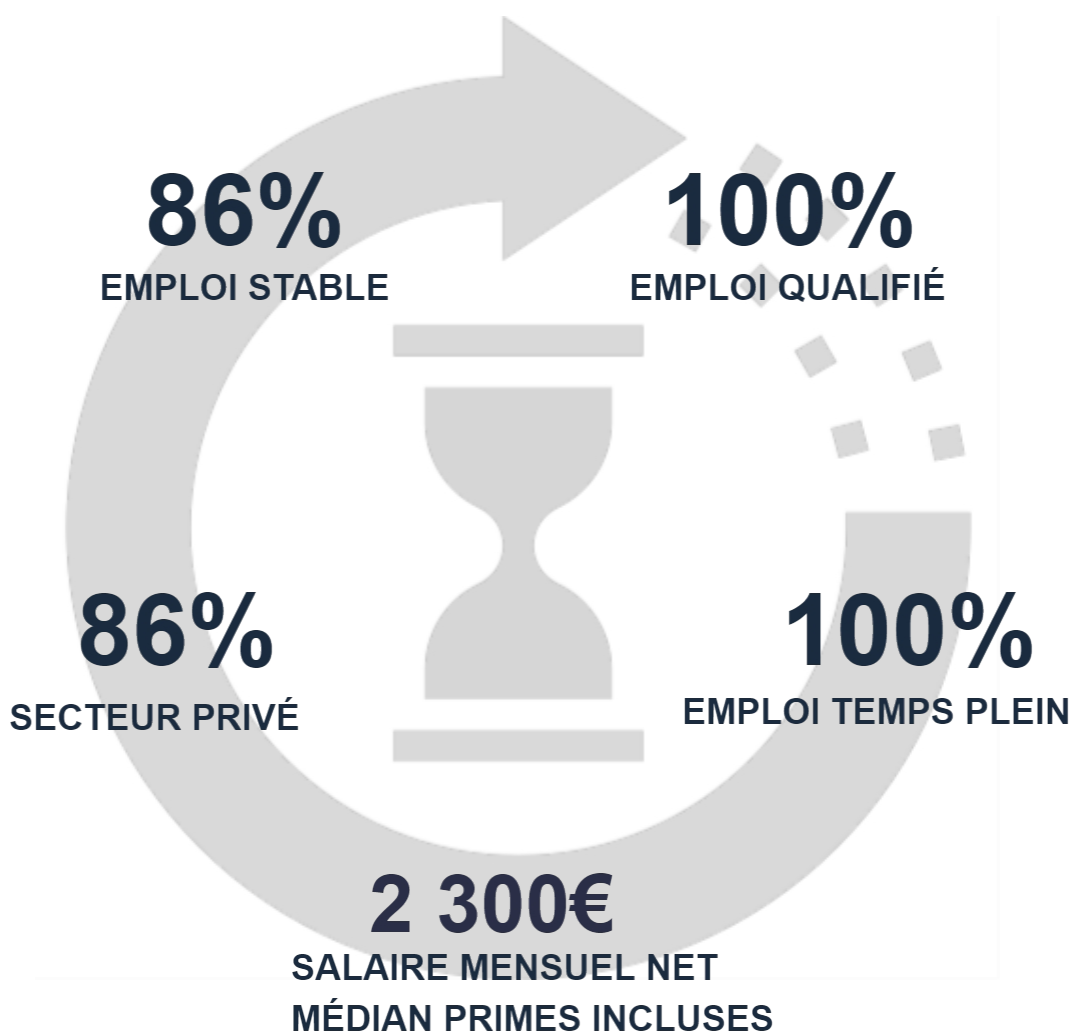 86%
EMPLOI STABLE
100%
EMPLOI QUALIFIÉ
86%
SECTEUR PRIVÉ
100%
EMPLOI TEMPS PLEIN
2 300€
SALAIRE MENSUEL NET
MÉDIAN PRIMES INCLUSES